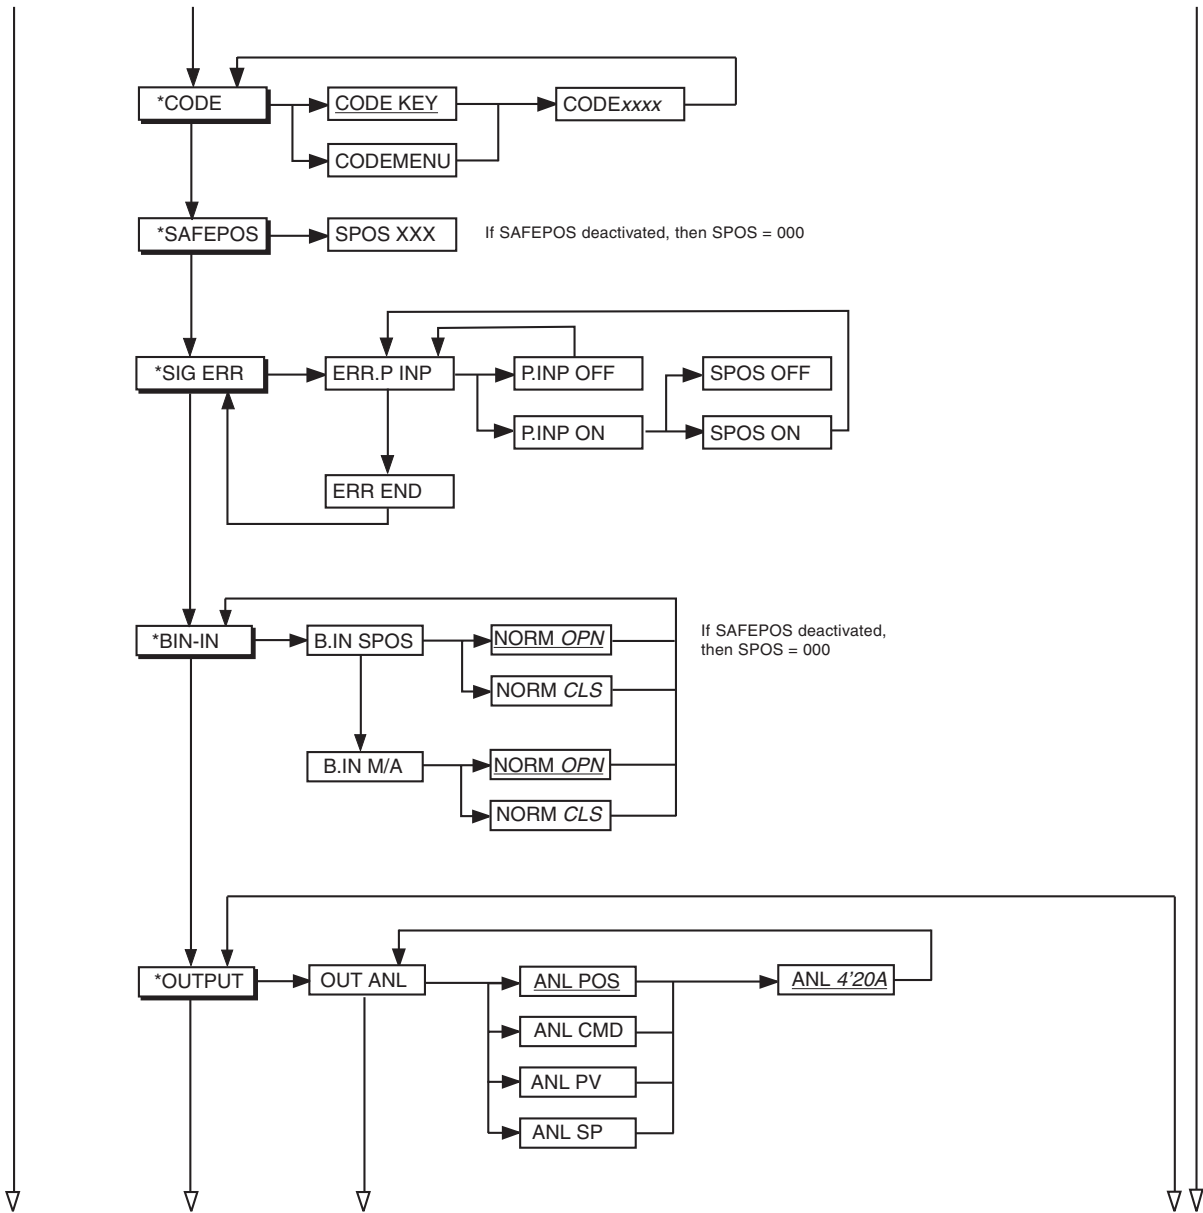 *CODE
CODE KEY
CODExxxx
CODEMENU
*SAFEPOS
SPOS XXX
If SAFEPOS deactivated, then SPOS = 000
*SIG ERR
ERR.P INP
P.INP OFF
SPOS OFF
P.INP ON
SPOS ON
ERR END
*BIN-IN
B.IN SPOS
NORM OPN
If SAFEPOS deactivated,
then SPOS = 000
NORM CLS
B.IN M/A
NORM OPN
NORM CLS
*OUTPUT
OUT ANL
ANL POS
ANL 4'20A
ANL CMD
ANL PV
ANL SP